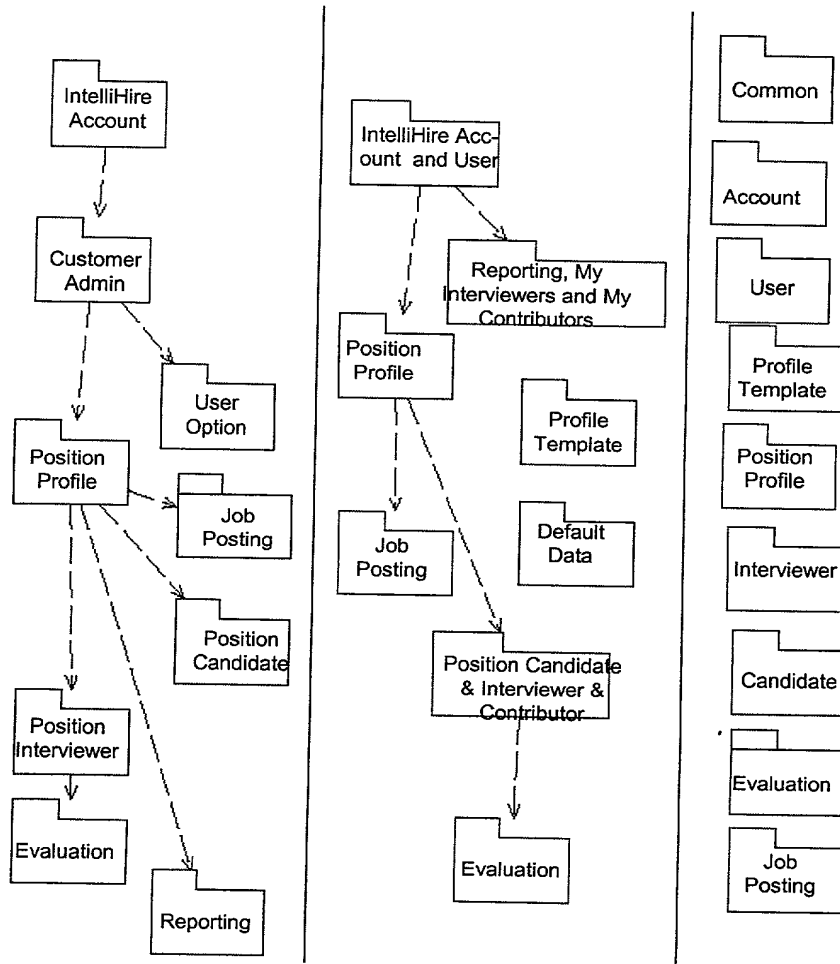 IntelliHire
Account
Customer
Admin
User
Option
Position
Profile
Job
Posting
Position
Candidate
Position
Interviewer
Evaluation
Reporting
IntelliHire Acc-
ount and User
Reporting, My
Interviewers and My
Contributors
Position
Profile
Profile
Template
Job
Posting
Default
Data
Position Candidate
& Interviewer &
Contributor
Evaluation
Common
Account
User
Profile
Template
Position
Profile
Interviewer
Candidate
Evaluation
Job
Posting